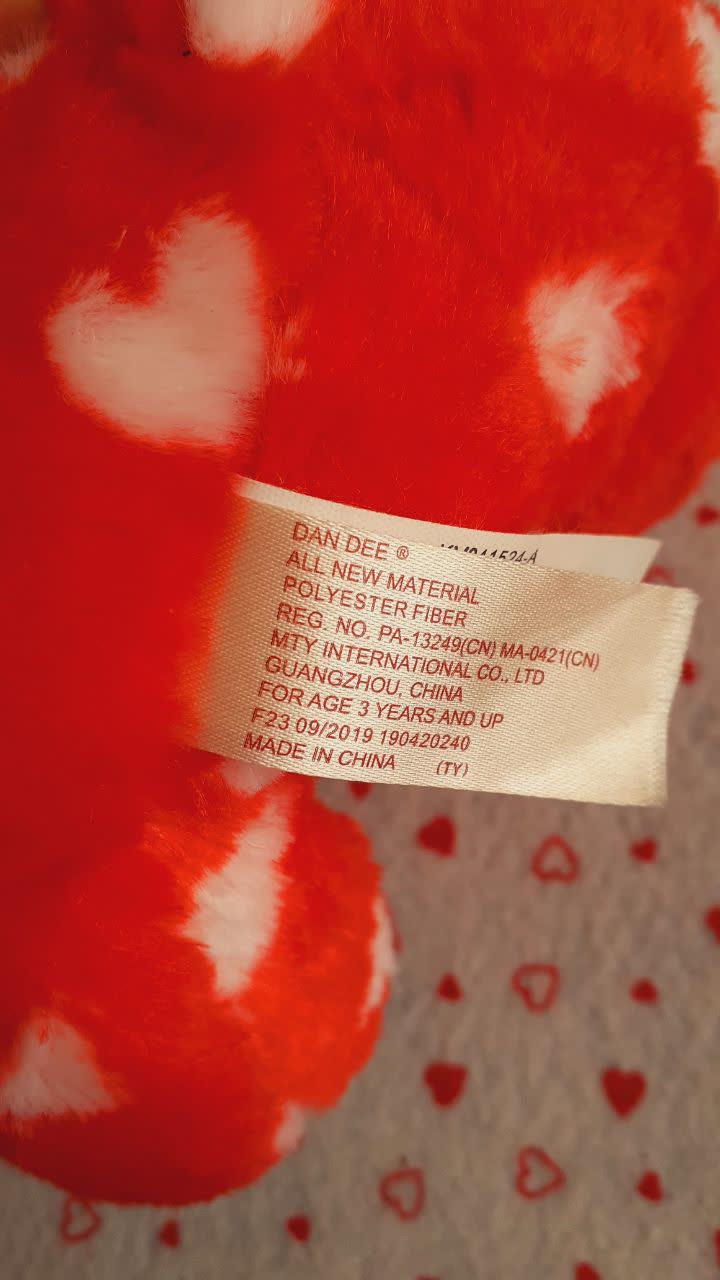 DAN DEE ®
ALL NEW MATERIAL
POLYESTER FIBER
REG. NO. PA-13249(CN) MA-0421(CN)
MTY INTERNATIONAL CO., LTD
GUANGZHOU, CHINA
FOR AGE 3 YEARS AND UP
F23 09/2019 190420240
MADE IN CHINA (TY)